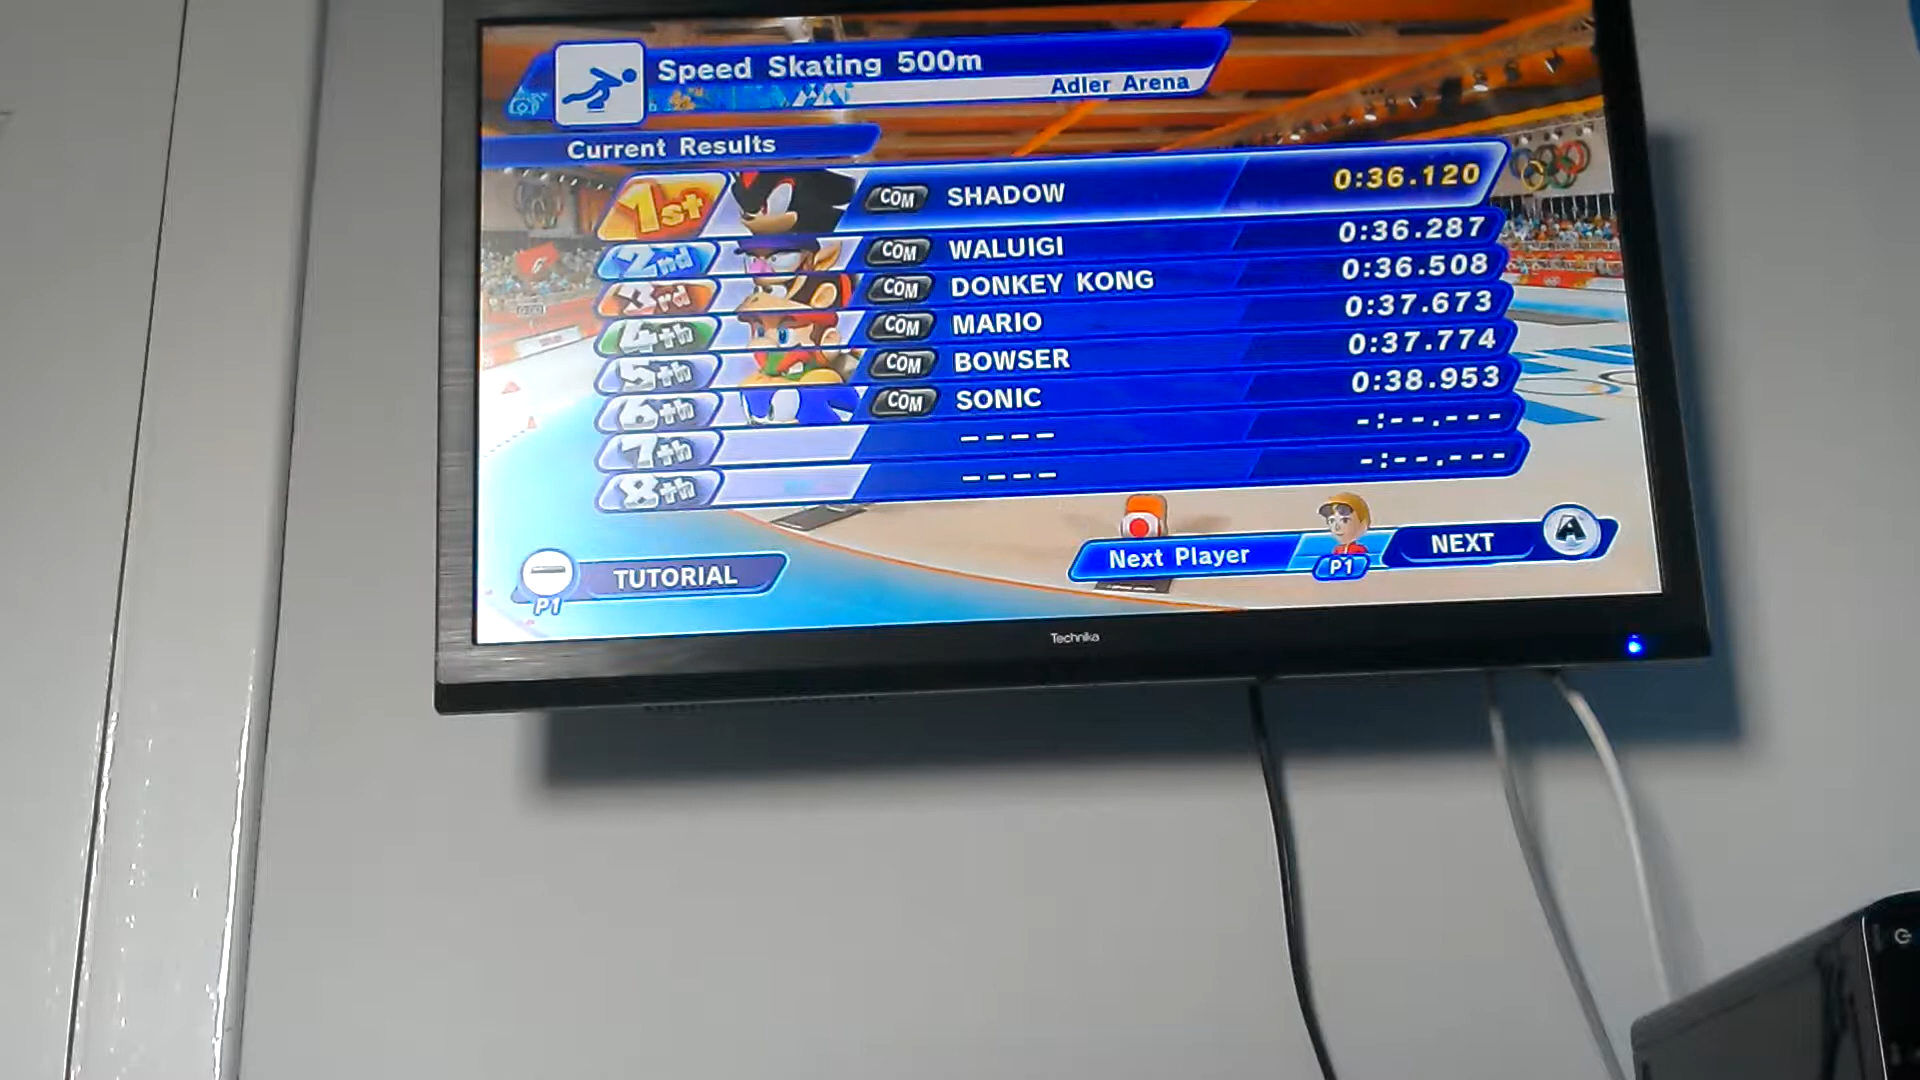 Speed Skating 500m
Adler Arena
Current Results
1st COM SHADOW 0:36.120
2nd COM WALUIGI 0:36.287
3rd COM DONKEY KONG 0:36.508
4th COM MARIO 0:37.673
5th COM BOWSER 0:37.774
6th COM SONIC 0:38.953
7th ---- -:--.---
8th ---- -:--.---
Next Player P1 NEXT A
P1 TUTORIAL
Technika